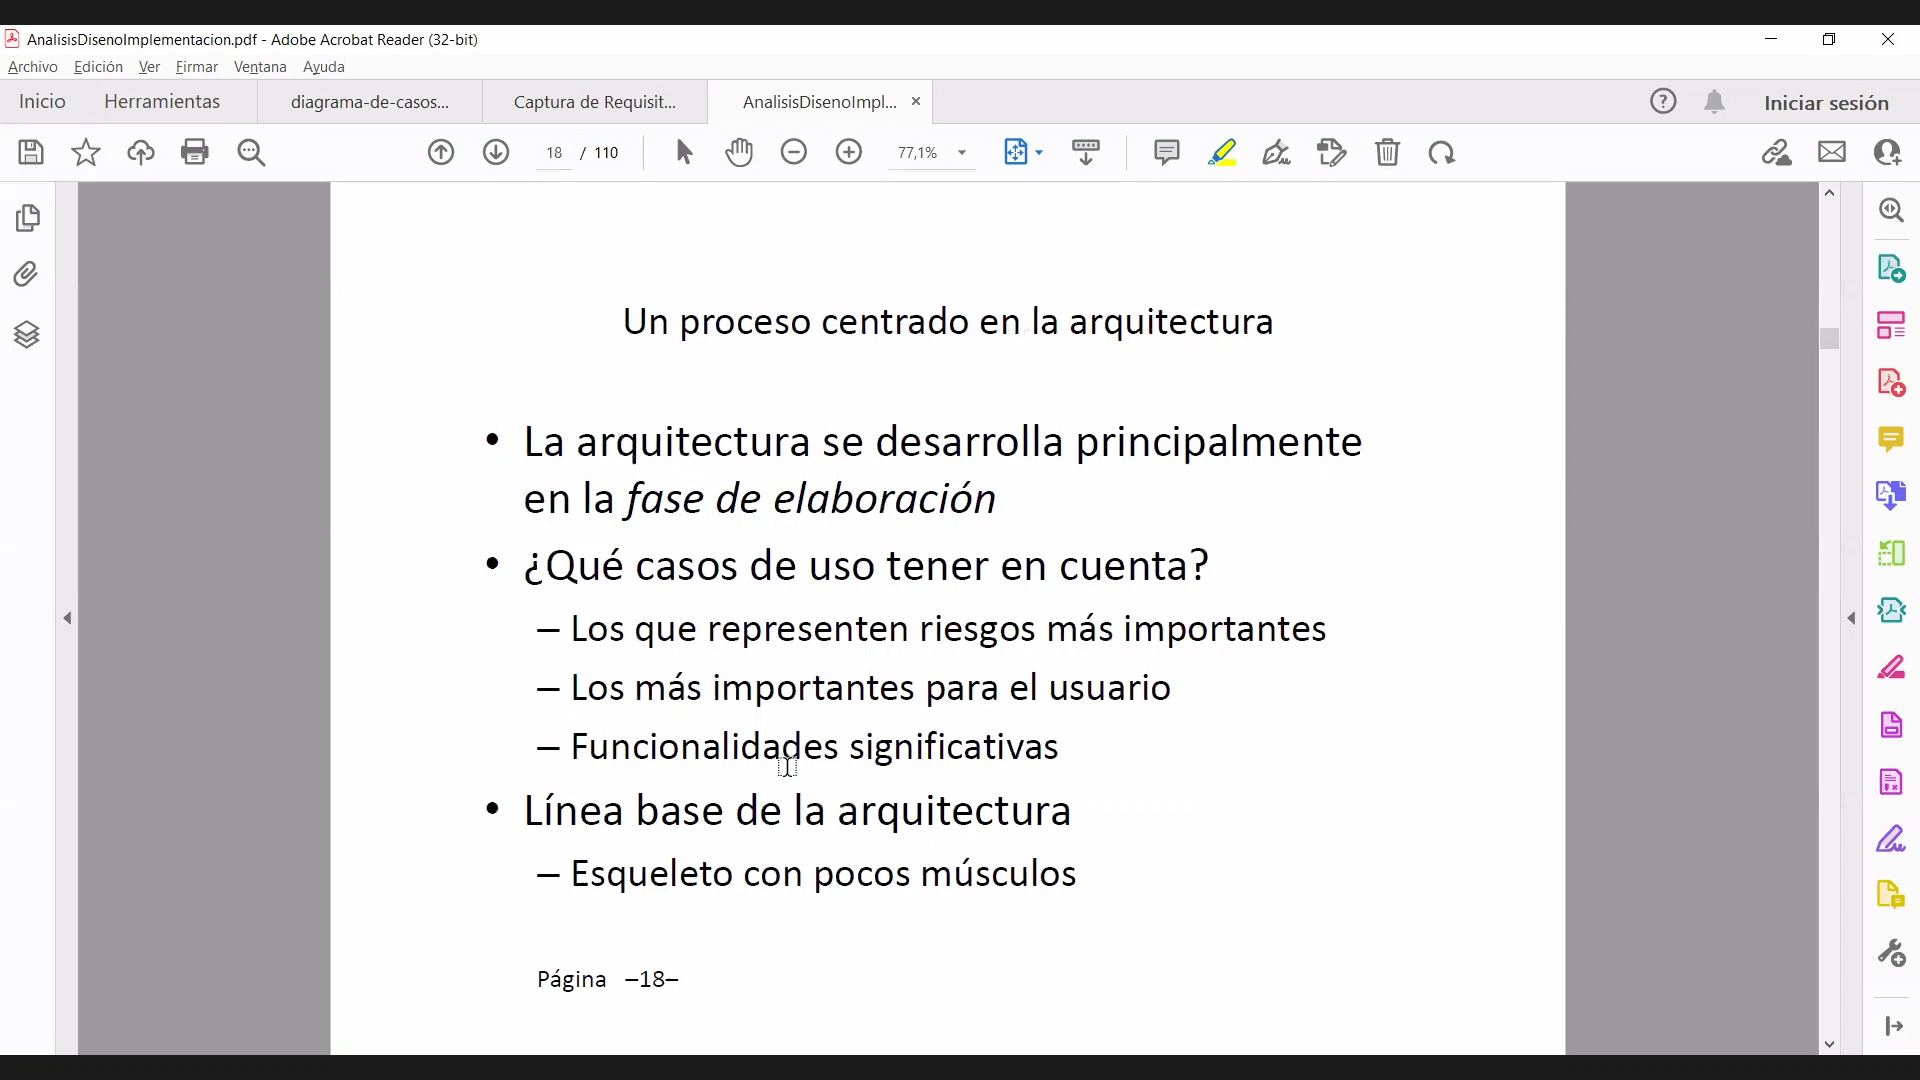 AnalisisDisenoImplementacion.pdf - Adobe Acrobat Reader (32-bit)
Archivo Edición Ver Firmar Ventana Ayuda
Inicio Herramientas diagrama-de-casos... Captura de Requisit... AnalisisDisenoImpl... Iniciar sesión
18 / 110 77,1%
Un proceso centrado en la arquitectura
• La arquitectura se desarrolla principalmente
en la fase de elaboración
• ¿Qué casos de uso tener en cuenta?
– Los que representen riesgos más importantes
– Los más importantes para el usuario
– Funcionalidades significativas
• Línea base de la arquitectura
– Esqueleto con pocos músculos
Página –18–